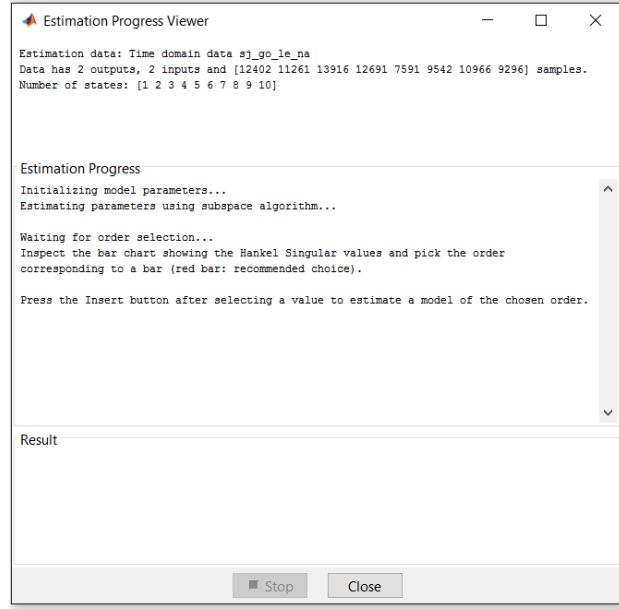 Estimation Progress Viewer
Estimation data: Time domain data sj_go_le_na
Data has 2 outputs, 2 inputs and [12402 11261 13916 12691 7591 9542 10966 9296] samples.
Number of states: [1 2 3 4 5 6 7 8 9 10]
Estimation Progress
Initializing model parameters...
Estimating parameters using subspace algorithm...
Waiting for order selection...
Inspect the bar chart showing the Hankel Singular values and pick the order
corresponding to a bar (red bar: recommended choice).
Press the Insert button after selecting a value to estimate a model of the chosen order.
Result
Stop
Close